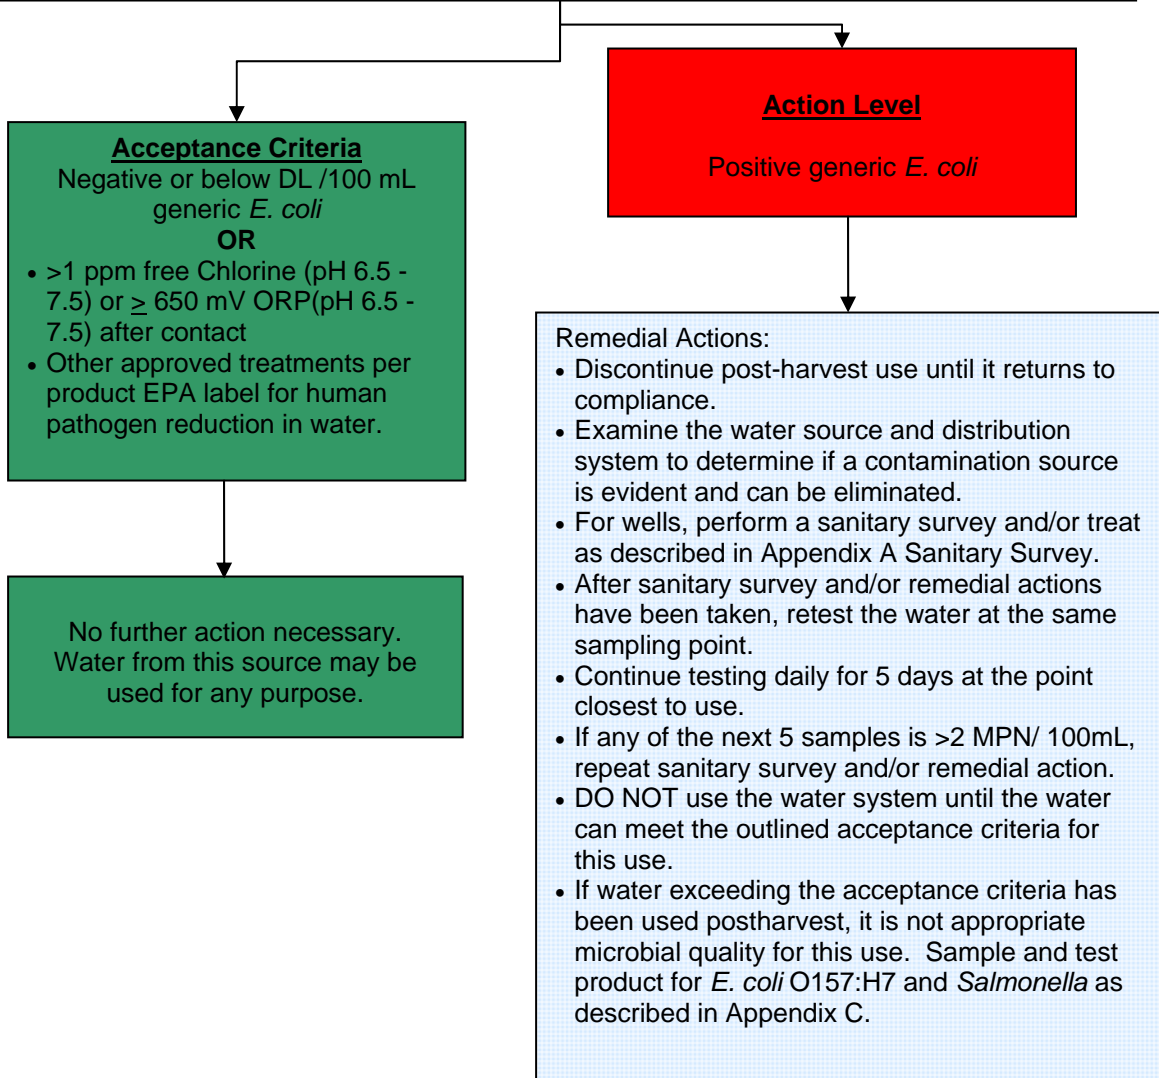 Acceptance Criteria
Negative or below DL /100 mL
generic E. coli
OR
• >1 ppm free Chlorine (pH 6.5 -
7.5) or ≥ 650 mV ORP(pH 6.5 -
7.5) after contact
• Other approved treatments per
product EPA label for human
pathogen reduction in water.
No further action necessary.
Water from this source may be
used for any purpose.
Action Level
Positive generic E. coli
Remedial Actions:
• Discontinue post-harvest use until it returns to
compliance.
• Examine the water source and distribution
system to determine if a contamination source
is evident and can be eliminated.
• For wells, perform a sanitary survey and/or treat
as described in Appendix A Sanitary Survey.
• After sanitary survey and/or remedial actions
have been taken, retest the water at the same
sampling point.
• Continue testing daily for 5 days at the point
closest to use.
• If any of the next 5 samples is >2 MPN/ 100mL,
repeat sanitary survey and/or remedial action.
• DO NOT use the water system until the water
can meet the outlined acceptance criteria for
this use.
• If water exceeding the acceptance criteria has
been used postharvest, it is not appropriate
microbial quality for this use.  Sample and test
product for E. coli O157:H7 and Salmonella as
described in Appendix C.